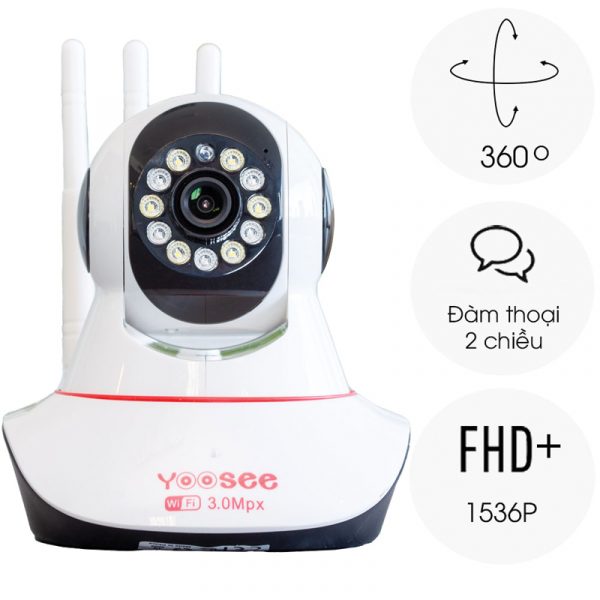 YOOSEE
WiFi 3.0Mpx
360°
Đàm thoại
2 chiều
FHD+
1536P